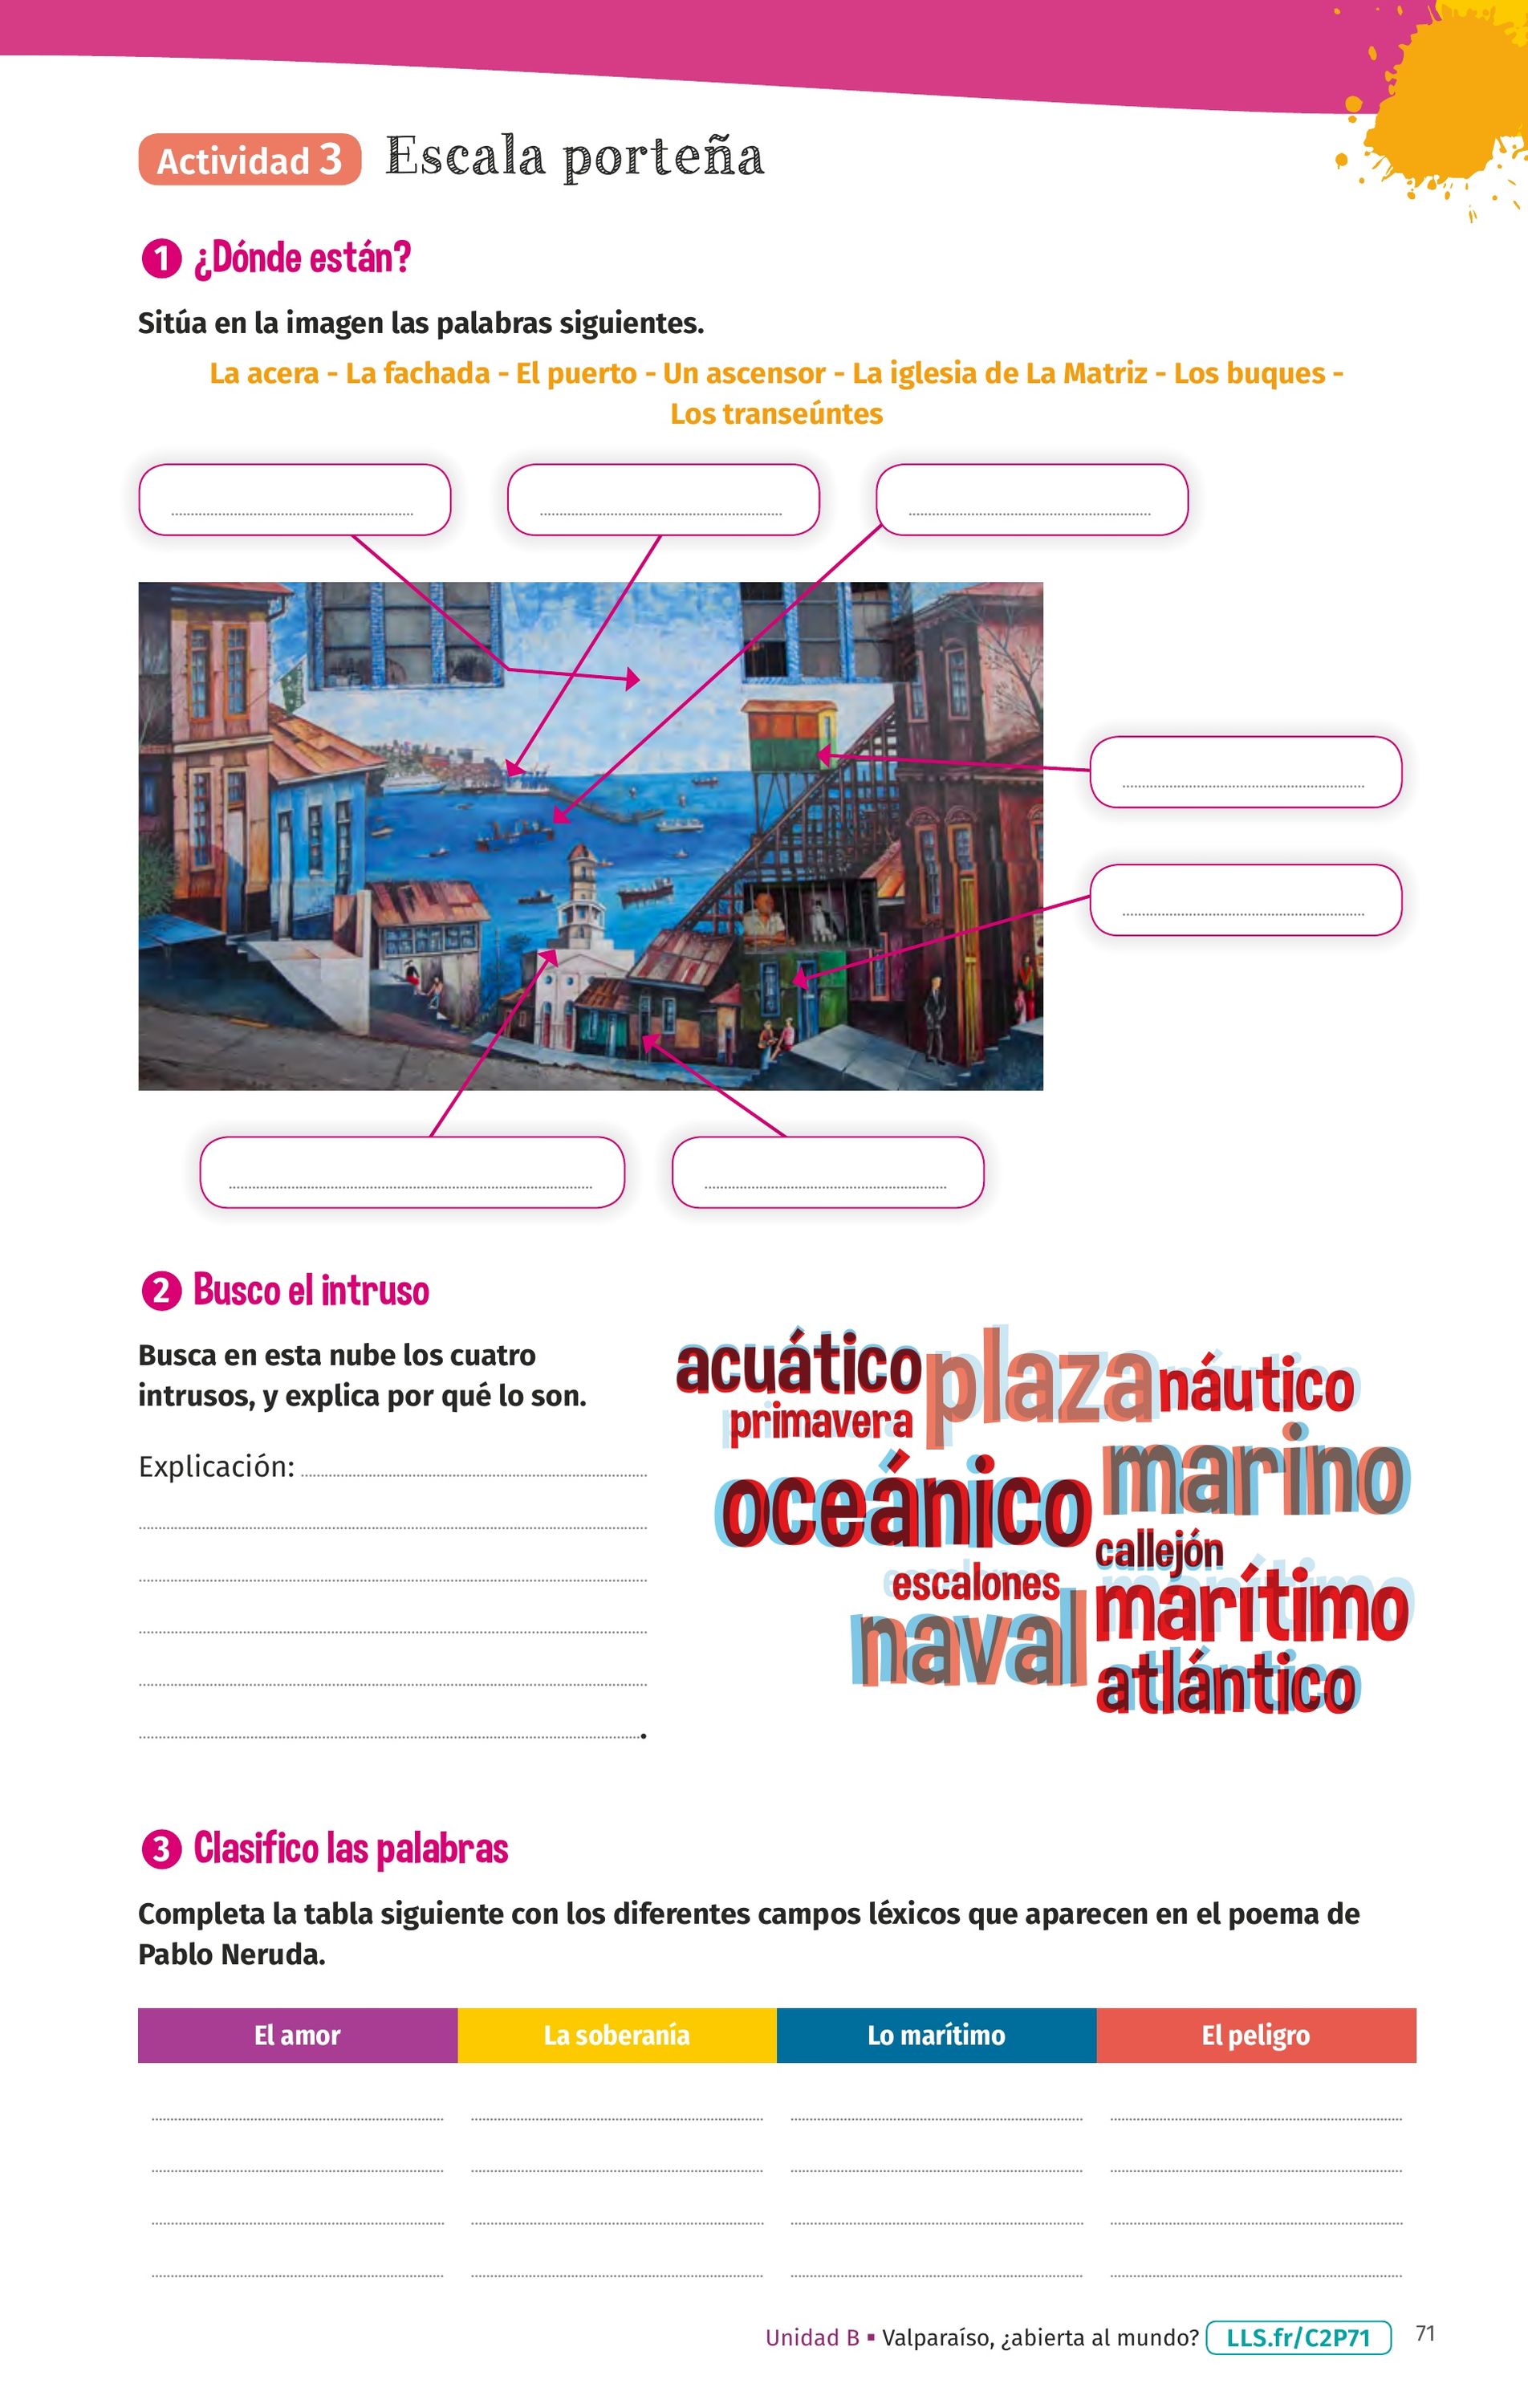 Actividad 3 Escala porteña
1 ¿Dónde están?
Sitúa en la imagen las palabras siguientes.
La acera - La fachada - El puerto - Un ascensor - La iglesia de La Matriz - Los buques -
Los transeúntes
2 Busco el intruso
Busca en esta nube los cuatro
intrusos, y explica por qué lo son.
Explicación:
acuático
plaza
náutico
primavera
marino
oceánico
callejón
escalones
marítimo
naval
atlántico
3 Clasifico las palabras
Completa la tabla siguiente con los diferentes campos léxicos que aparecen en el poema de
Pablo Neruda.
El amor La soberanía Lo marítimo El peligro
Unidad B ▪ Valparaíso, ¿abierta al mundo? LLS.fr/C2P71 71